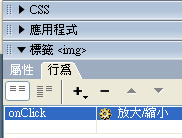 CSS
應用程式
標籤 <img>
屬性 行為
onClick 放大/縮小